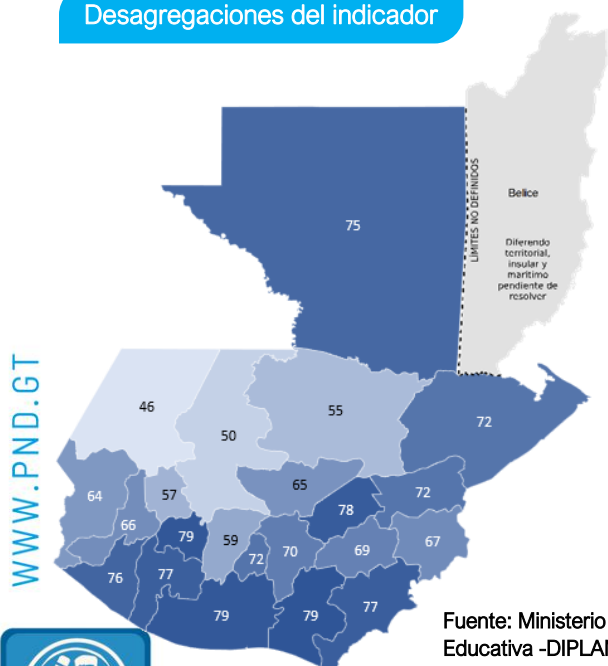 Desagregaciones del indicador
LÍMITES NO DEFINIDOS
Belice
Diferendo
territorial,
insular y
marítimo
pendiente de
resolver
75
46
50
55
72
64
57
65
72
66
79
59
78
72
70
69
67
76
77
79
79
77
WWW.PND.GT
Fuente: Ministerio
Educativa -DIPLAI